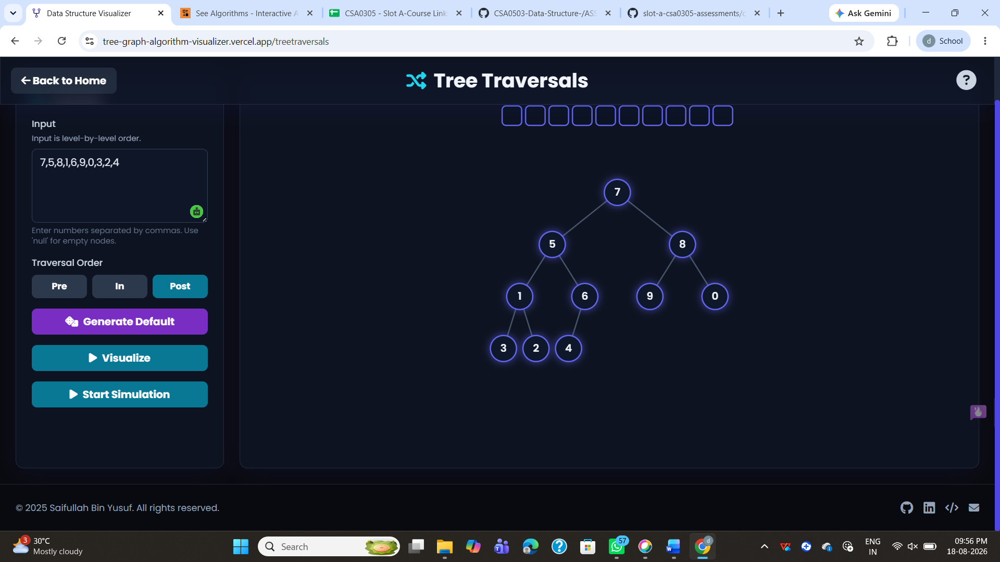 Data Structure Visualizer
See Algorithms - Interactive A
CSA0305 - Slot A-Course Link
CSA0503-Data-Structure-/ASS
slot-a-csa0305-assessments/c
Ask Gemini
tree-graph-algorithm-visualizer.vercel.app/treetraversals
d School
Back to Home
Tree Traversals
?
Input
Input is level-by-level order.
7,5,8,1,6,9,0,3,2,4
Enter numbers separated by commas. Use
'null' for empty nodes.
Traversal Order
Pre In Post
Generate Default
Visualize
Start Simulation
7
5 8
1 6 9 0
3 2 4
© 2025 Saifullah Bin Yusuf. All rights reserved.
3
30°C
Mostly cloudy
Search
57
d
ENG
IN
09:56 PM
18-08-2026